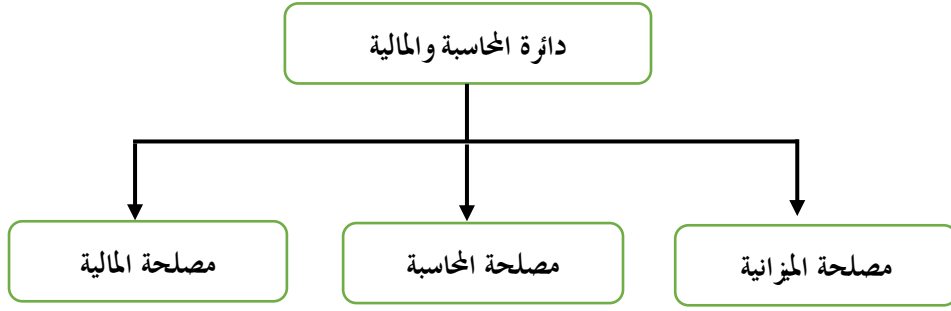 دائرة المحاسبة والمالية
مصلحة الميزانية
مصلحة المحاسبة
مصلحة المالية